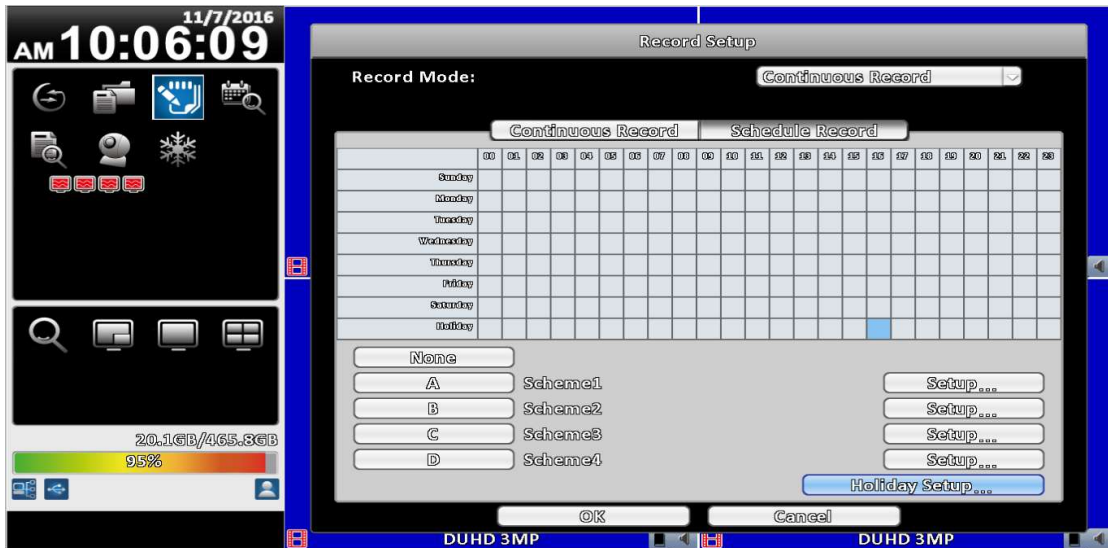 11/7/2016
AM 10:06:09
20.1GB/465.8GB
95%
Record Setup
Record Mode: Continuous Record
Continuous Record Schedule Record
00 01 02 03 04 05 06 07 08 09 10 11 12 13 14 15 16 17 18 19 20 21 22 23
Sunday
Monday
Tuesday
Wednesday
Thursday
Friday
Saturday
Holiday
None
A Scheme1 Setup...
B Scheme2 Setup...
C Scheme3 Setup...
D Scheme4 Setup...
Holiday Setup...
OK Cancel
DUHD 3MP DUHD 3MP